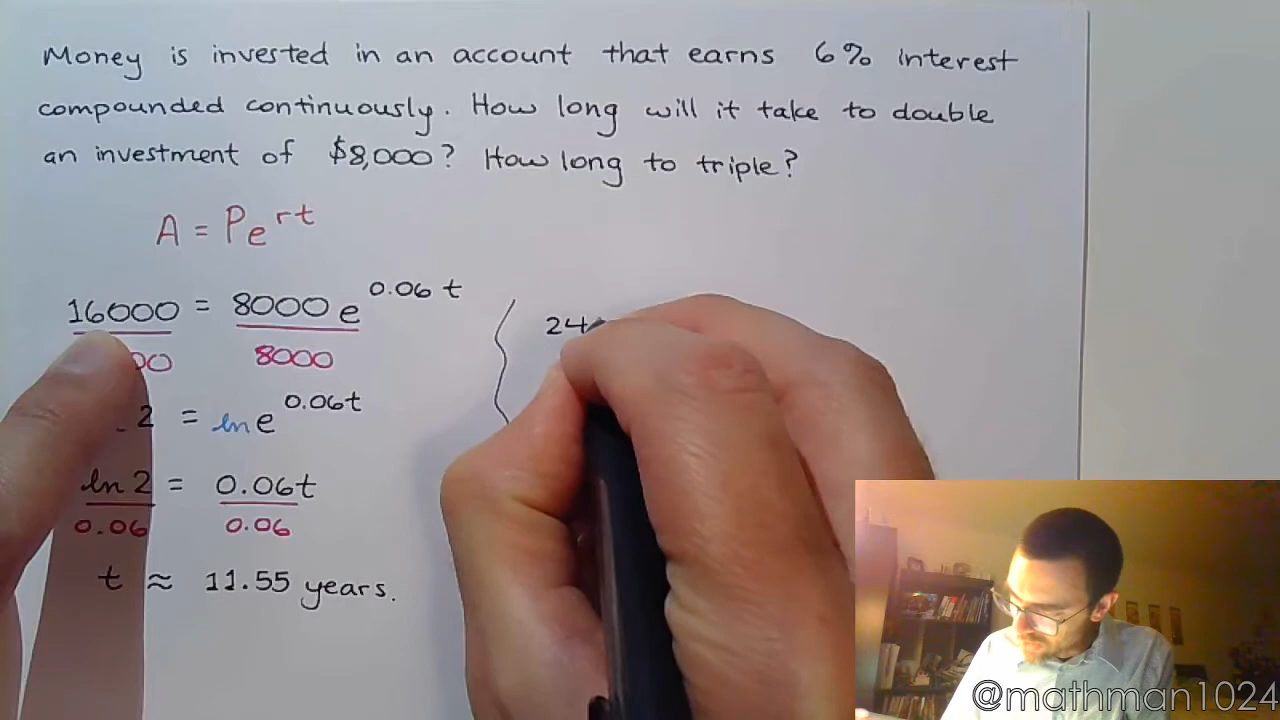 Money is invested in an account that earns 6% interest
compounded continuously. How long will it take to double
an investment of $8,000? How long to triple?
A = Pe^rt
16000 = 8000 e^0.06 t
8000
2 = ln e^0.06t
ln 2 = 0.06t
0.06 0.06
t ≈ 11.55 years.
24
@mathman1024